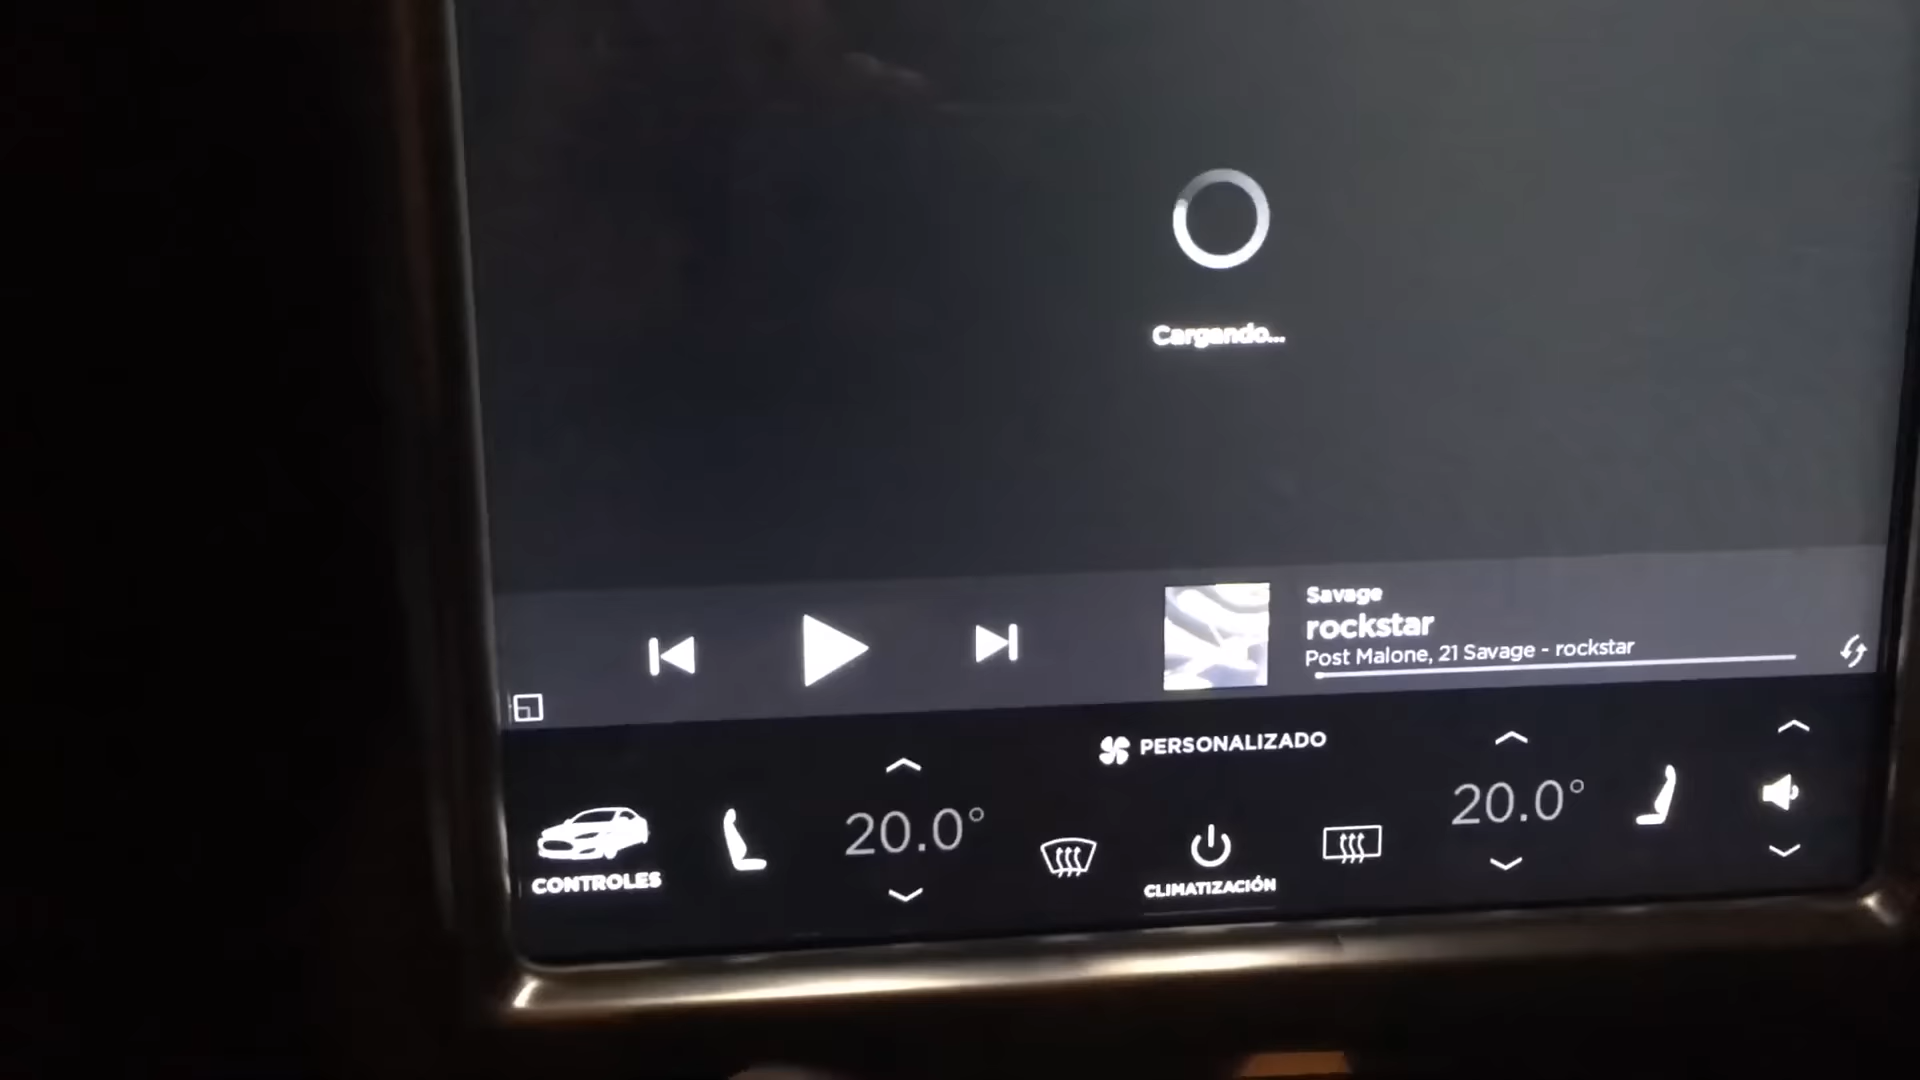 Cargando...
Savage
rockstar
Post Malone, 21 Savage - rockstar
PERSONALIZADO
20.0°
20.0°
CONTROLES
CLIMATIZACIÓN